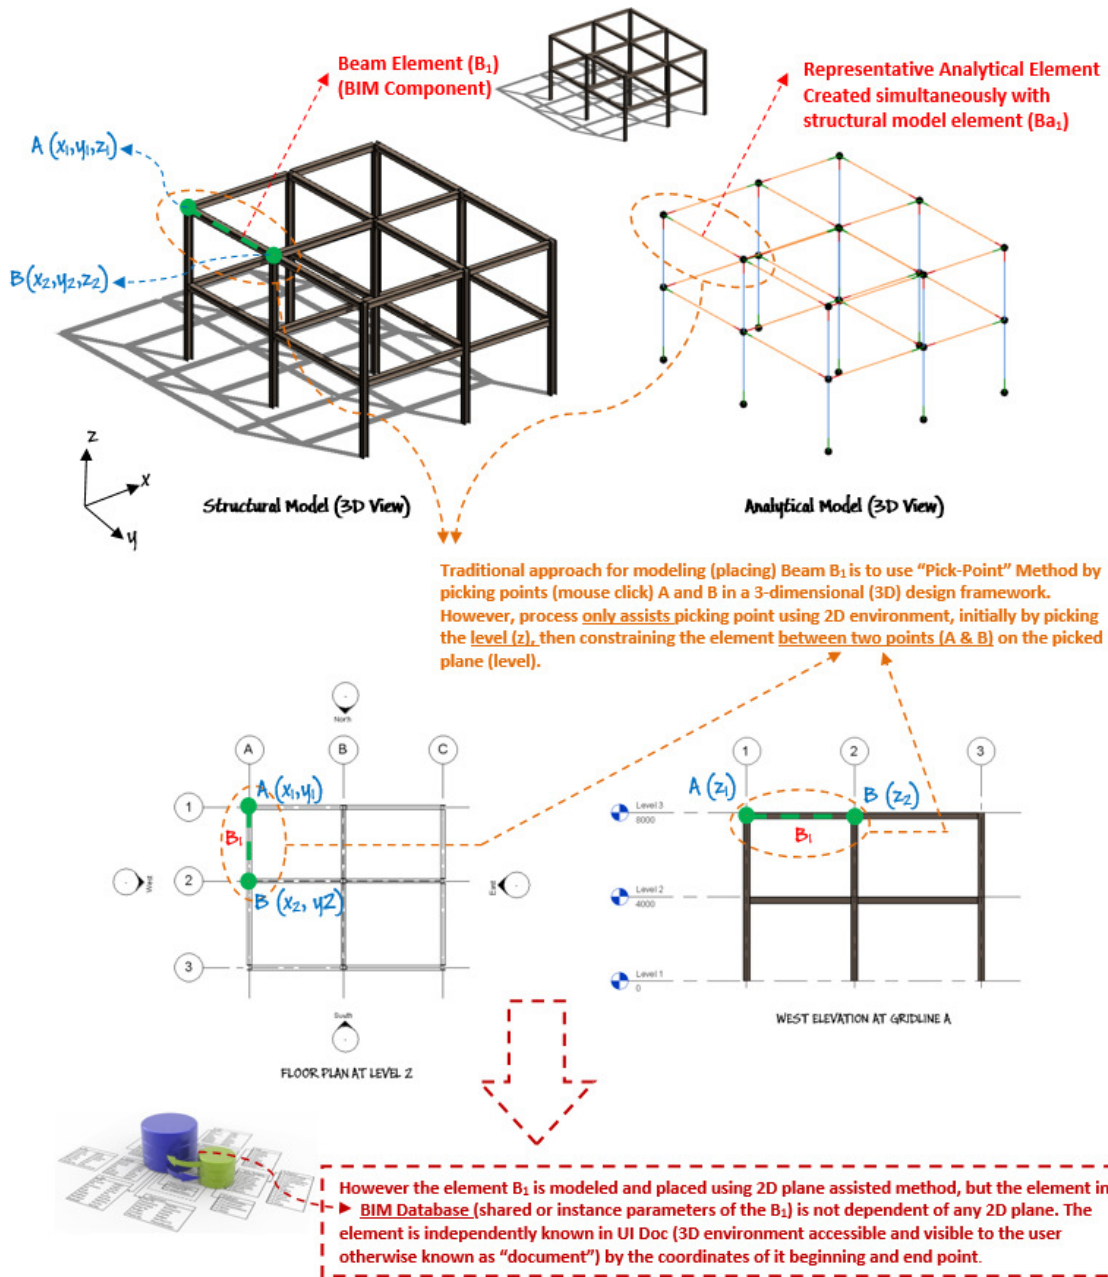 Beam Element (B₁)
(BIM Component)
Representative Analytical Element
Created simultaneously with
structural model element (Ba₁)
A (x₁,y₁,z₁)
B(x₂,y₂,z₂)
z
x
y
Structural Model (3D View)
Analytical Model (3D View)
Traditional approach for modeling (placing) Beam B₁ is to use “Pick-Point” Method by
picking points (mouse click) A and B in a 3-dimensional (3D) design framework.
However, process only assists picking point using 2D environment, initially by picking
the level (z), then constraining the element between two points (A & B) on the picked
plane (level).
North
A
B
C
1
A (x₁,y₁)
B₁
2
B (x₂, y2)
3
West
East
South
FLOOR PLAN AT LEVEL 2
1
2
3
A (z₁)
B (z₂)
B₁
Level 3
8000
Level 2
4000
Level 1
0
WEST ELEVATION AT GRIDLINE A
However the element B₁ is modeled and placed using 2D plane assisted method, but the element in
BIM Database (shared or instance parameters of the B₁) is not dependent of any 2D plane. The
element is independently known in UI Doc (3D environment accessible and visible to the user
otherwise known as “document”) by the coordinates of it beginning and end point.